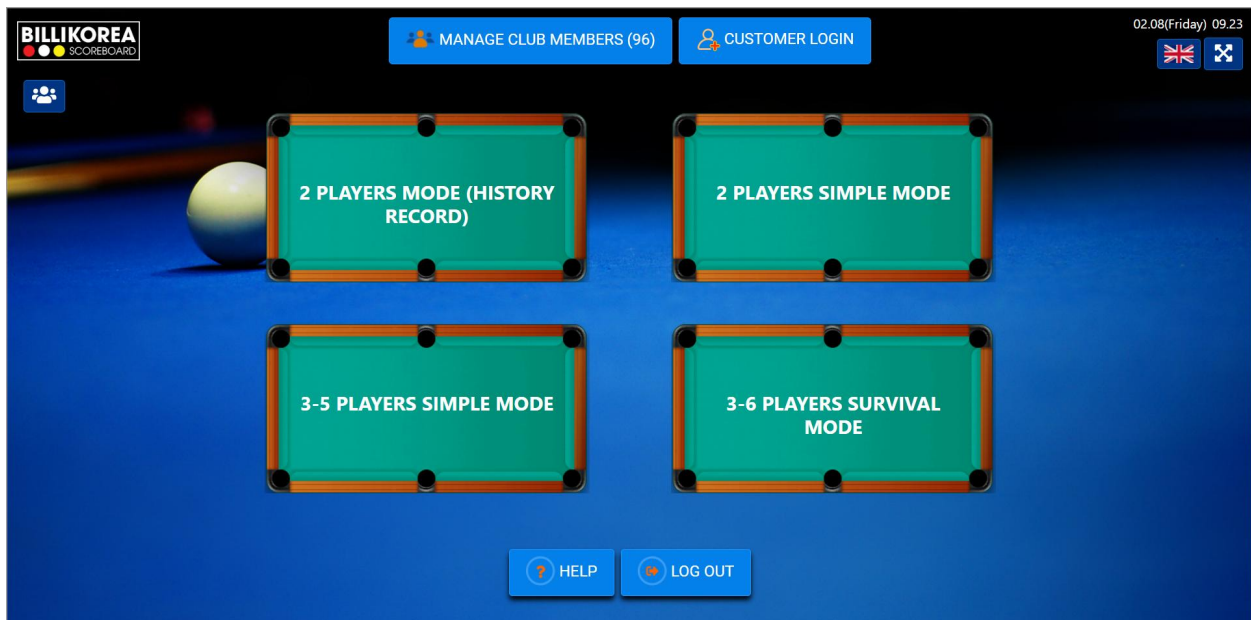 BILLIKOREA
SCOREBOARD
MANAGE CLUB MEMBERS (96)
CUSTOMER LOGIN
02.08(Friday) 09.23
2 PLAYERS MODE (HISTORY
RECORD)
2 PLAYERS SIMPLE MODE
3-5 PLAYERS SIMPLE MODE
3-6 PLAYERS SURVIVAL
MODE
? HELP
LOG OUT